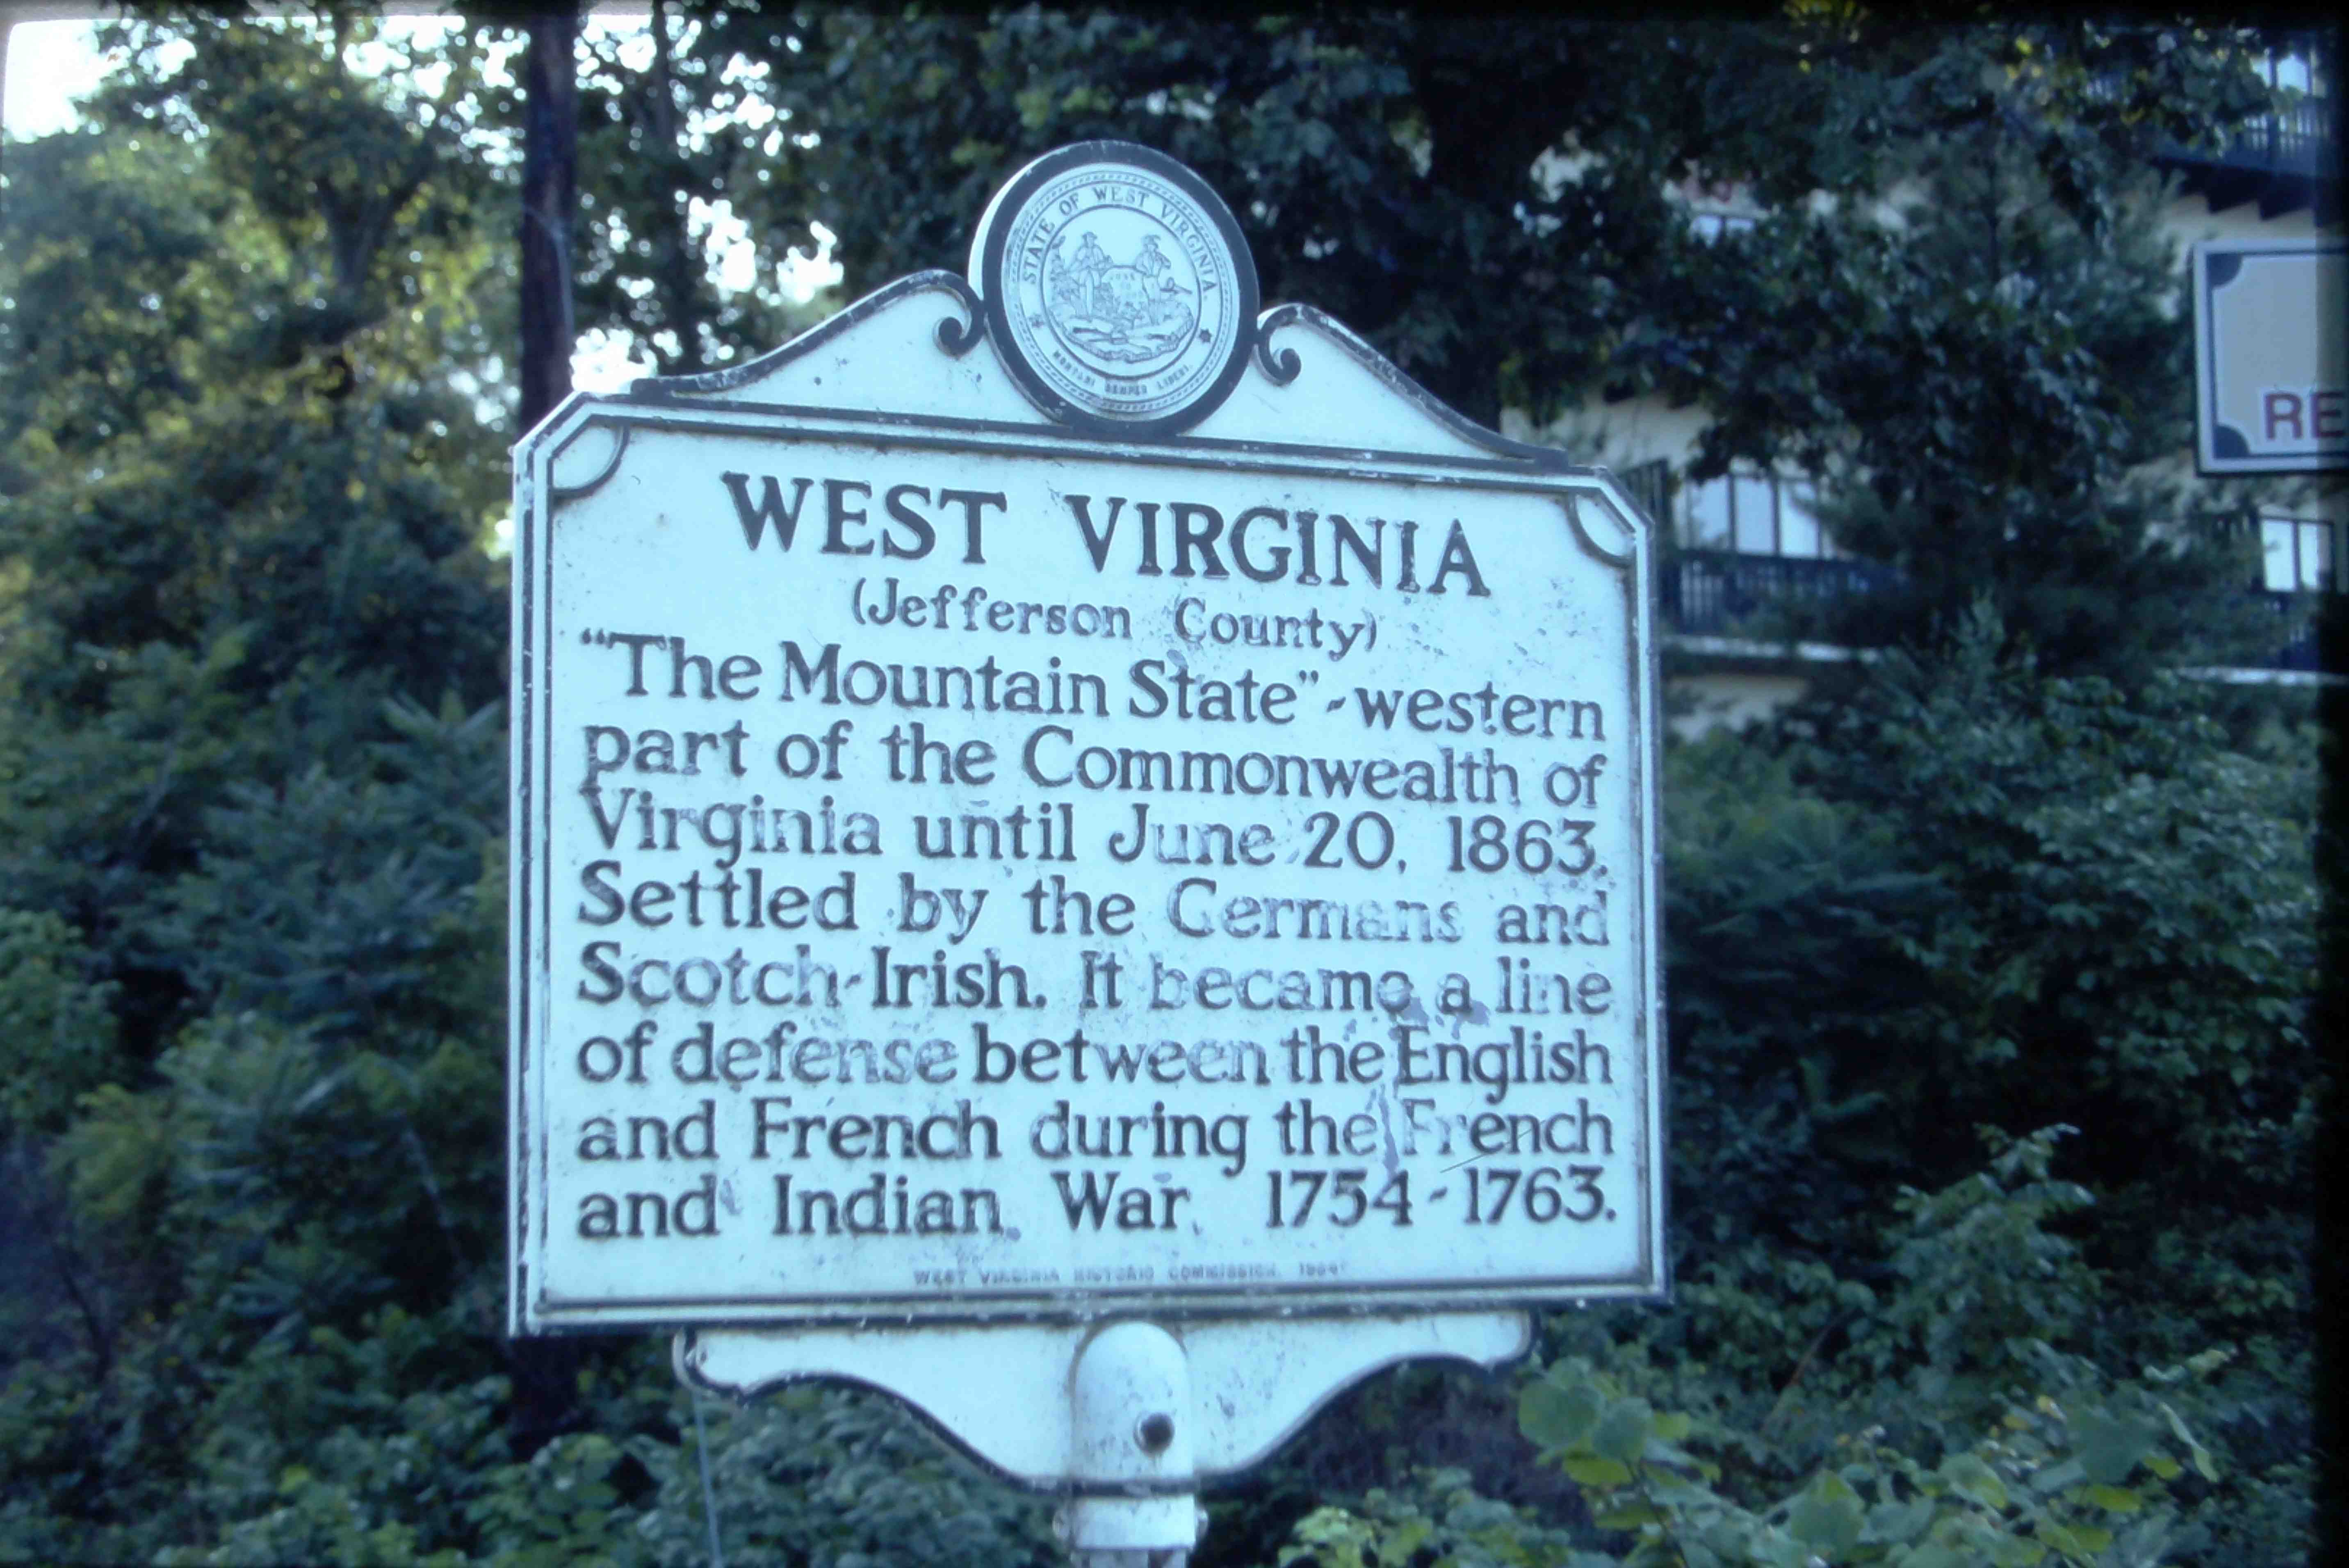 STATE OF WEST VIRGINIA
MONTANI SEMPER LIBERI
WEST VIRGINIA
(Jefferson County)
“The Mountain State”-western
part of the Commonwealth of
Virginia until June 20, 1863.
Settled by the Germans and
Scotch-Irish. It became a line
of defense between the English
and French during the French
and Indian War, 1754-1763.
WEST VIRGINIA HISTORIC COMMISSION,
RE